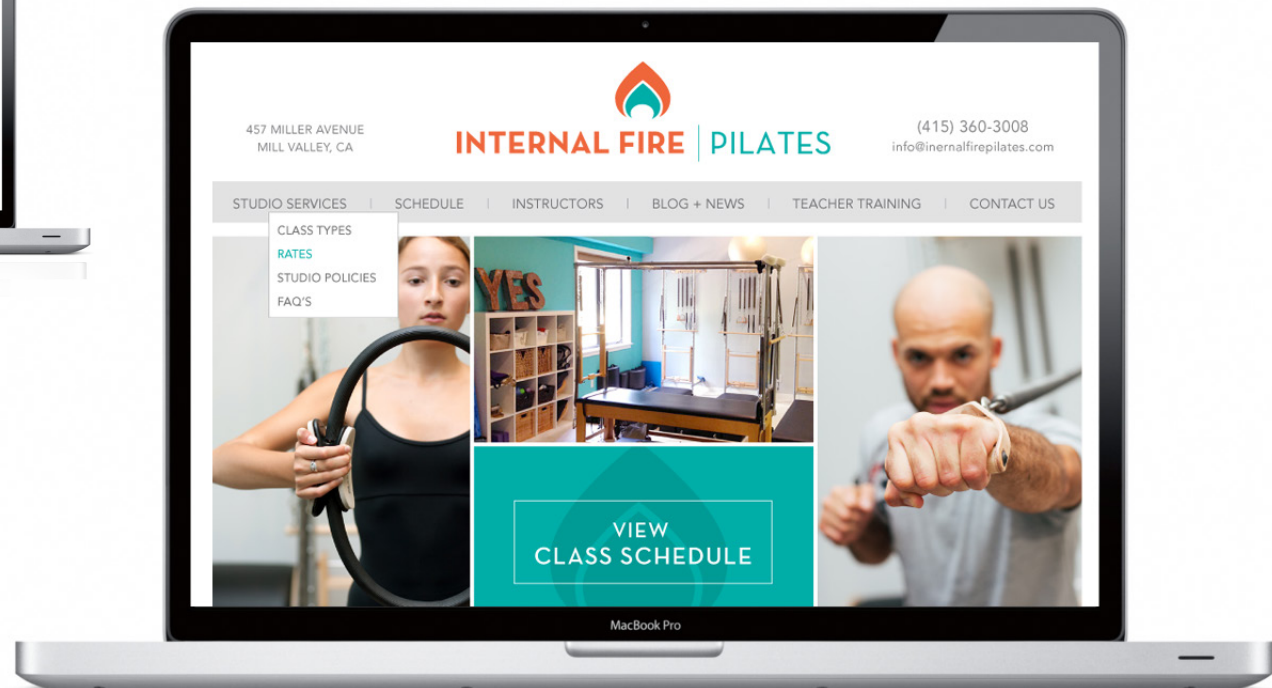 457 MILLER AVENUE
MILL VALLEY, CA
INTERNAL FIRE | PILATES
(415) 360-3008
info@inernalfirepilates.com
STUDIO SERVICES | SCHEDULE | INSTRUCTORS | BLOG + NEWS | TEACHER TRAINING | CONTACT US
CLASS TYPES
RATES
STUDIO POLICIES
FAQ'S
YES
VIEW
CLASS SCHEDULE
MacBook Pro